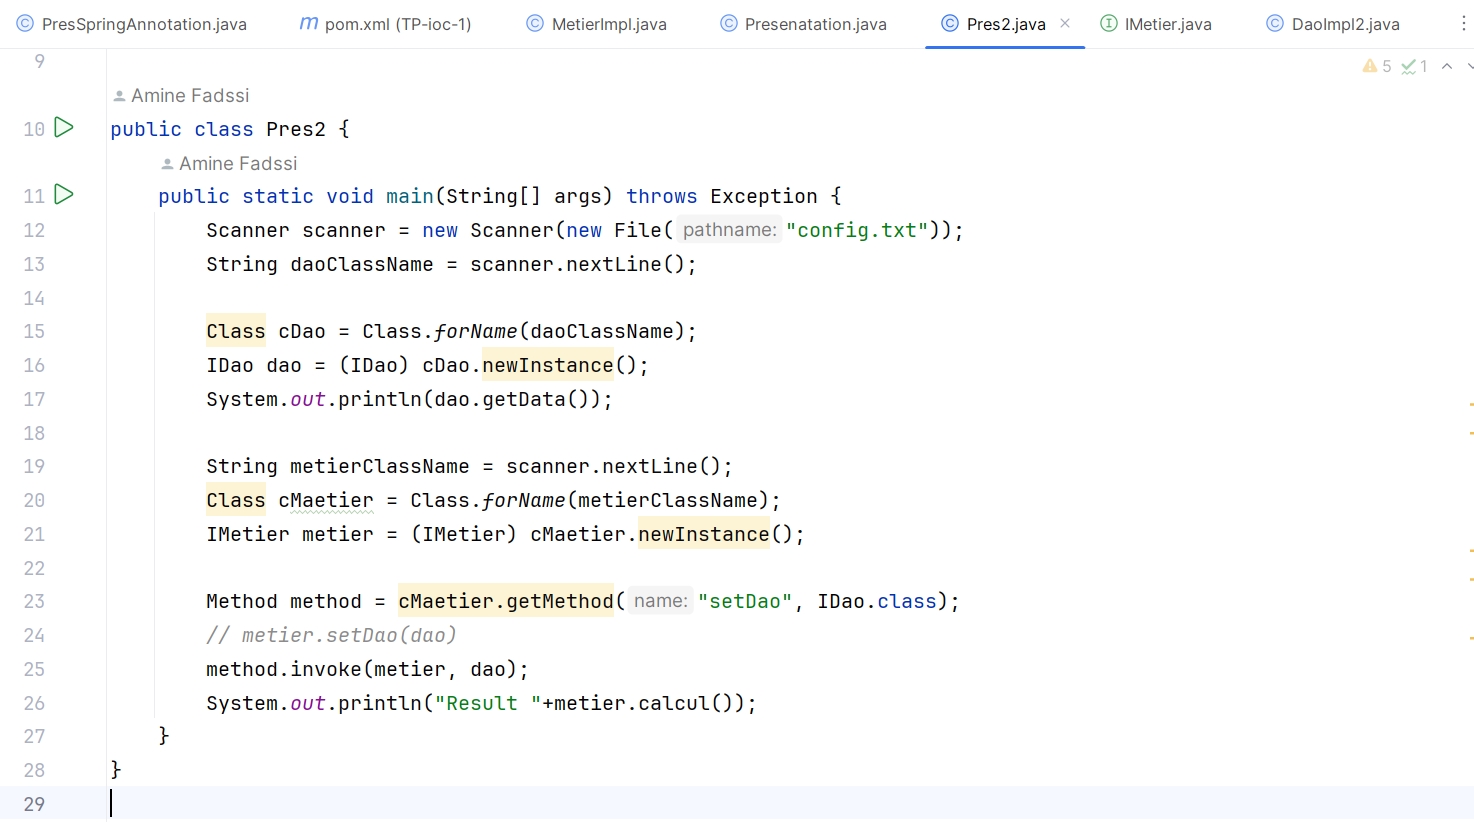 PresSpringAnnotation.java pom.xml (TP-ioc-1) MetierImpl.java Presenatation.java Pres2.java IMetier.java DaoImpl2.java
5 1
9
Amine Fadssi
10 public class Pres2 {
Amine Fadssi
11 public static void main(String[] args) throws Exception {
12 Scanner scanner = new Scanner(new File( pathname: "config.txt"));
13 String daoClassName = scanner.nextLine();
14
15 Class cDao = Class.forName(daoClassName);
16 IDao dao = (IDao) cDao.newInstance();
17 System.out.println(dao.getData());
18
19 String metierClassName = scanner.nextLine();
20 Class cMaetier = Class.forName(metierClassName);
21 IMetier metier = (IMetier) cMaetier.newInstance();
22
23 Method method = cMaetier.getMethod( name: "setDao", IDao.class);
24 // metier.setDao(dao)
25 method.invoke(metier, dao);
26 System.out.println("Result "+metier.calcul());
27 }
28 }
29